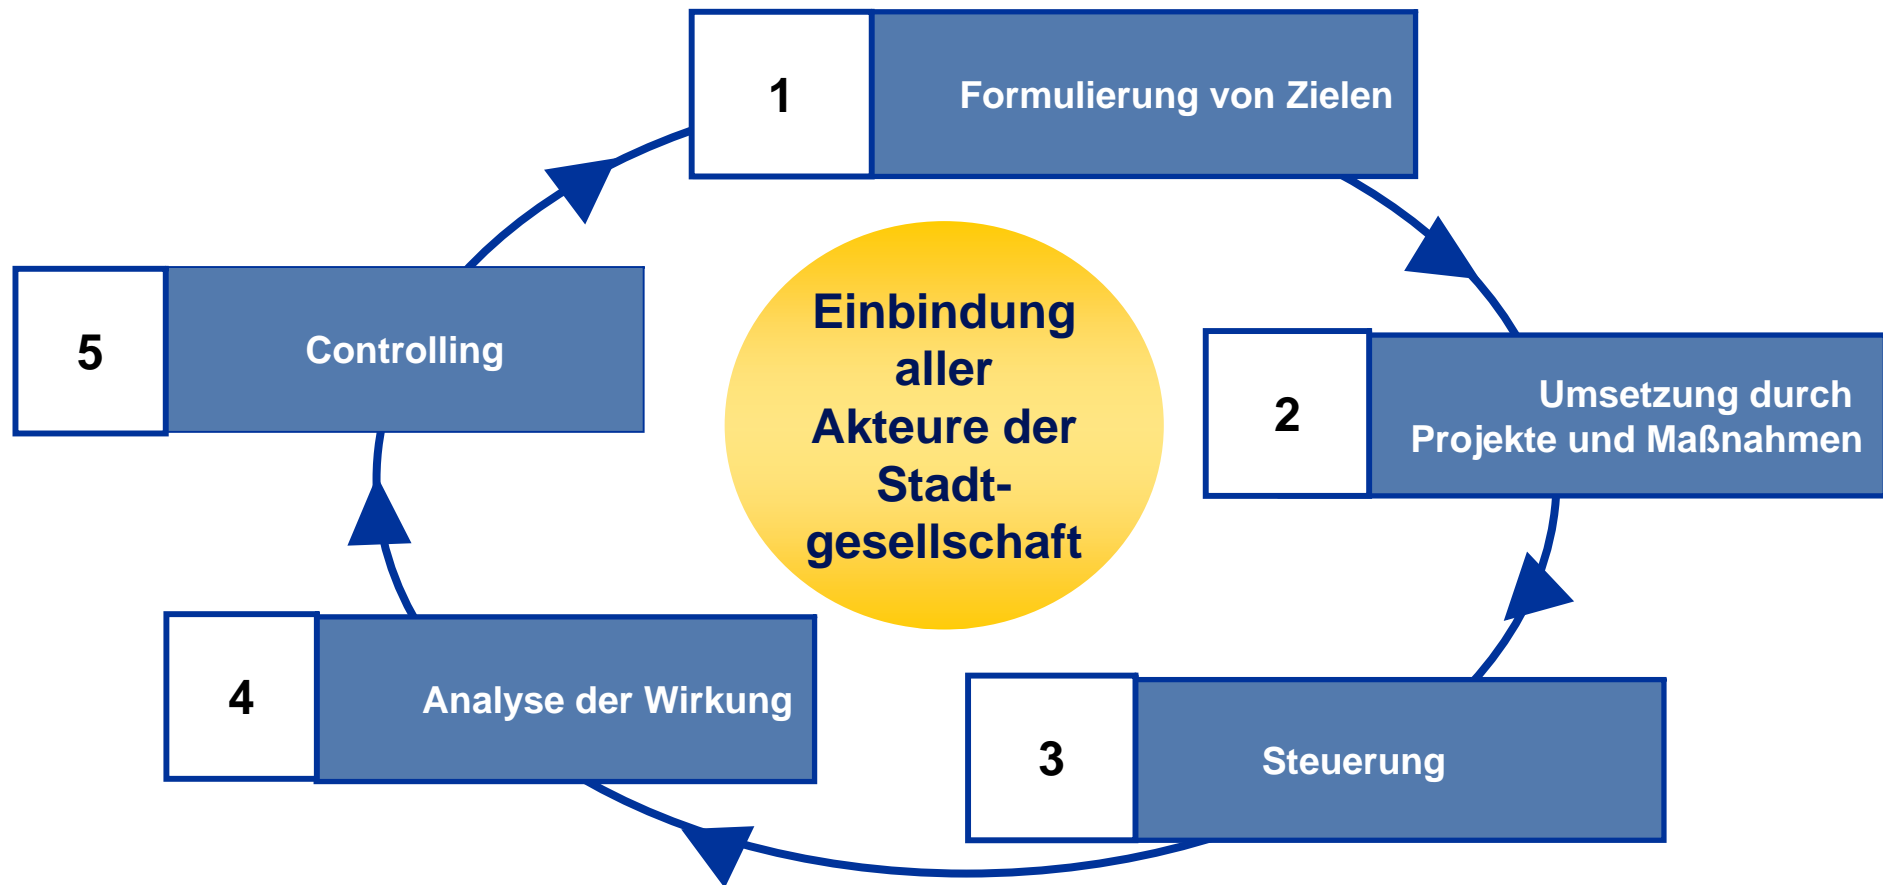 1
Formulierung von Zielen
2
Umsetzung durch
Projekte und Maßnahmen
3
Steuerung
4
Analyse der Wirkung
5
Controlling
Einbindung
aller
Akteure der
Stadt-
gesellschaft